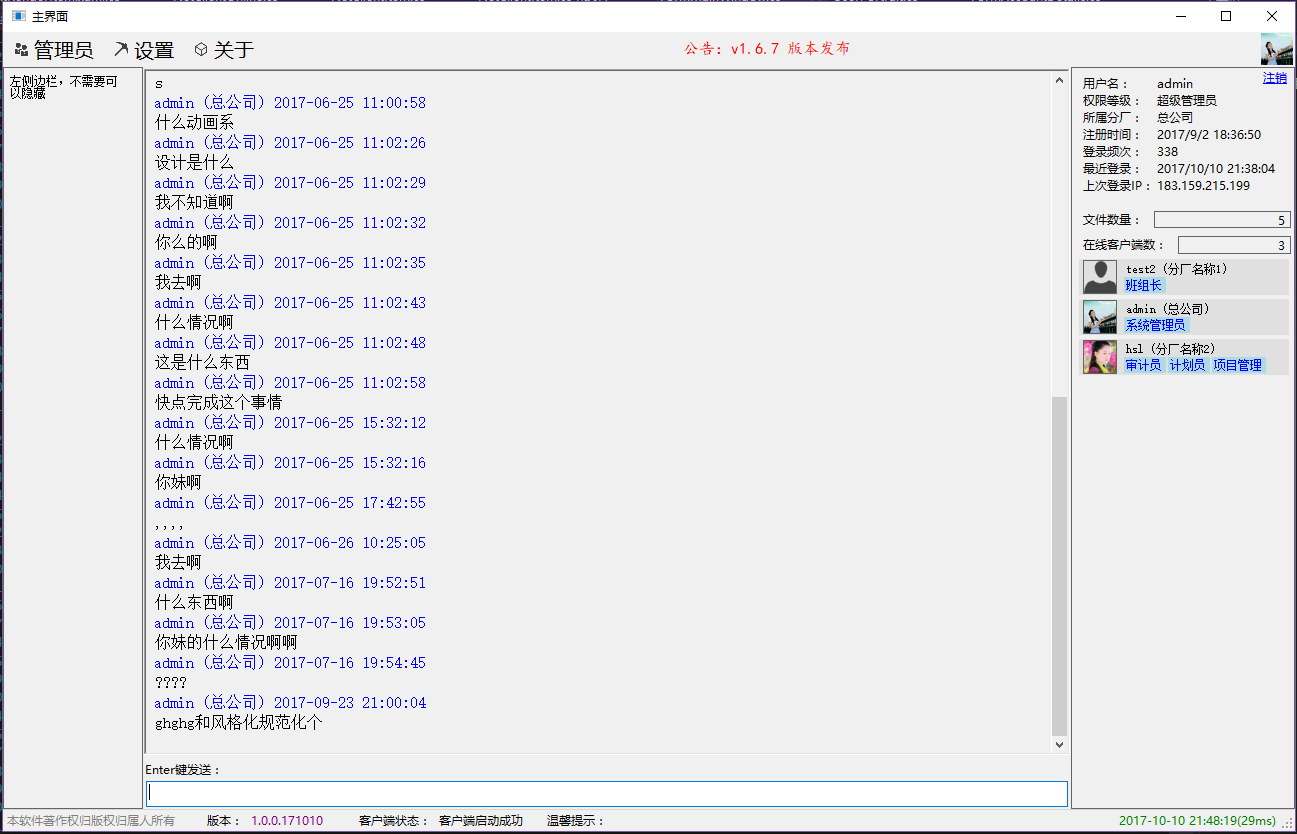 主界面
管理员 设置 关于 公告：v1.6.7 版本发布
左侧边栏，不需要可
以隐藏
s
admin（总公司）2017-06-25 11:00:58
什么动画系
admin（总公司）2017-06-25 11:02:26
设计是什么
admin（总公司）2017-06-25 11:02:29
我不知道啊
admin（总公司）2017-06-25 11:02:32
你么的啊
admin（总公司）2017-06-25 11:02:35
我去啊
admin（总公司）2017-06-25 11:02:43
什么情况啊
admin（总公司）2017-06-25 11:02:48
这是什么东西
admin（总公司）2017-06-25 11:02:58
快点完成这个事情
admin（总公司）2017-06-25 15:32:12
什么情况啊
admin（总公司）2017-06-25 15:32:16
你妹啊
admin（总公司）2017-06-25 17:42:55
,,,,
admin（总公司）2017-06-26 10:25:05
我去啊
admin（总公司）2017-07-16 19:52:51
什么东西啊
admin（总公司）2017-07-16 19:53:05
你妹的什么情况啊啊
admin（总公司）2017-07-16 19:54:45
????
admin（总公司）2017-09-23 21:00:04
ghghg和风格化规范化个
Enter键发送：
注销
用户名： admin
权限等级： 超级管理员
所属分厂： 总公司
注册时间： 2017/9/2 18:36:50
登录频次： 338
最近登录： 2017/10/10 21:38:04
上次登录IP： 183.159.215.199
文件数量： 5
在线客户端数： 3
test2（分厂名称1）
班组长
admin（总公司）
系统管理员
hsl（分厂名称2）
审计员 计划员 项目管理
本软件著作权归版权归属人所有 版本： 1.0.0.171010 客户端状态： 客户端启动成功 温馨提示： 2017-10-10 21:48:19(29ms)